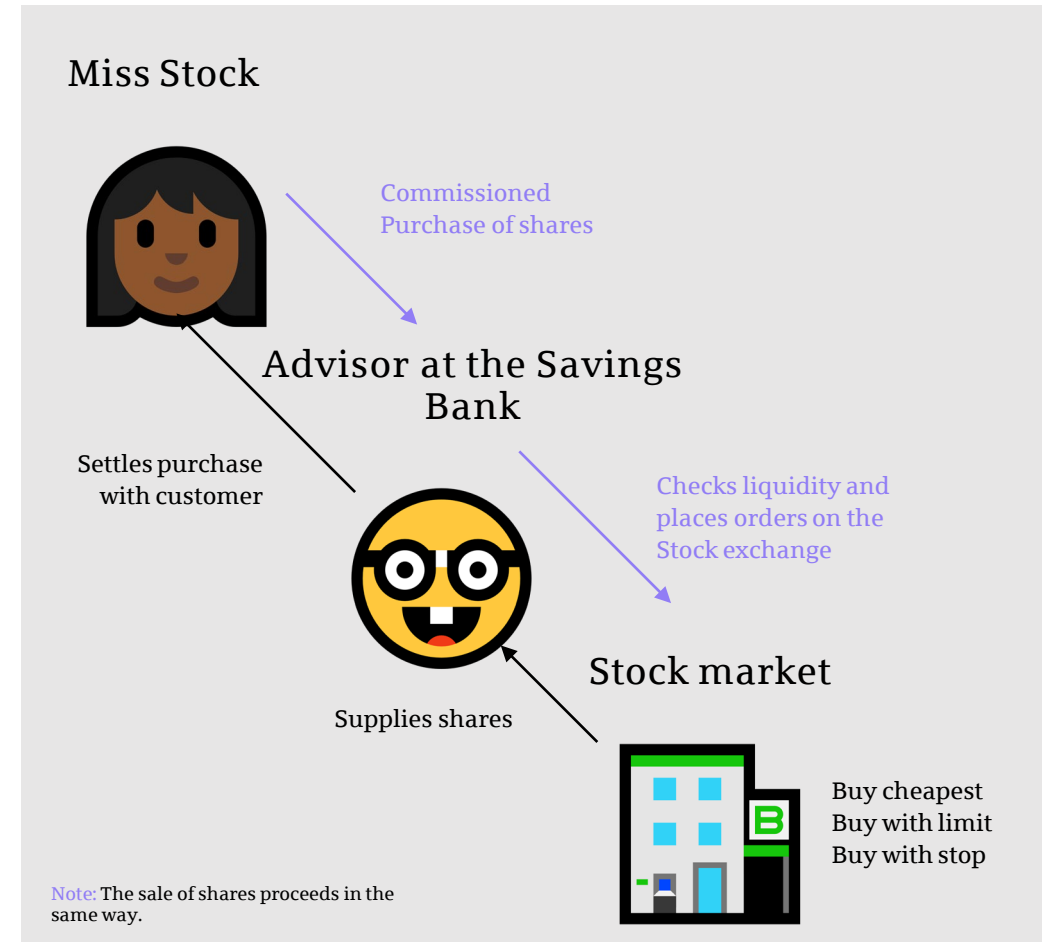 Miss Stock
Commissioned
Purchase of shares
Advisor at the Savings
Bank
Settles purchase
with customer
Checks liquidity and
places orders on the
Stock exchange
Stock market
Supplies shares
B
Buy cheapest
Buy with limit
Buy with stop
Note: The sale of shares proceeds in the
same way.